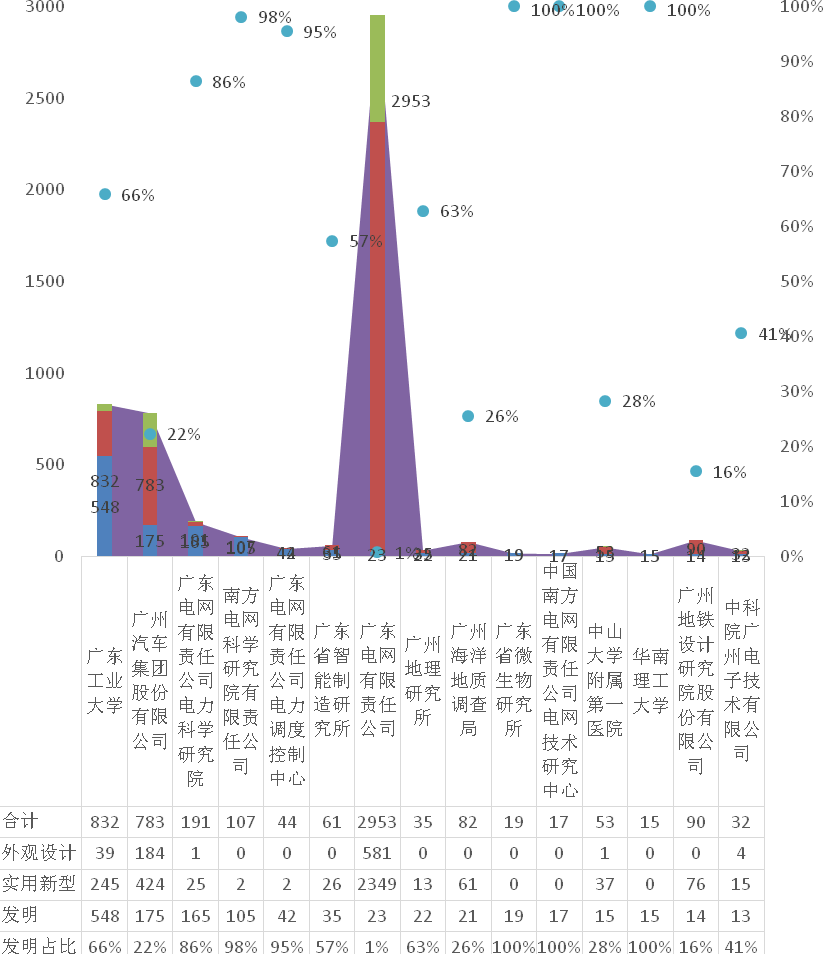 3000
2500
2000
1500
1000
500
0
100%
90%
80%
70%
60%
50%
40%
30%
20%
10%
0%
66%
22%
86%
98%
95%
57%
1%
63%
26%
100%
100%
28%
100%
16%
41%
832
548
783
175
2953
23
19
17
15
90
14
广东
工业
大学
广州
汽车
集团
股份
有限
公司
广东
电网
有限
责任
公司
电力
科学
研究
院
南方
电网
科学
研究
院有
限责
任公
司
广东
电网
有限
责任
公司
电力
调度
控制
中心
广东
省智
能制
造研
究所
广东
电网
有限
责任
公司
广州
地理
研究
所
广州
海洋
地质
调查
局
广东
省微
生物
研究
所
中国
南方
电网
有限
责任
公司
电网
技术
研究
中心
中山
大学
附属
第一
医院
华南
理工
大学
广州
地铁
设计
研究
院股
份有
限公
司
中科
院广
州电
子技
术有
限公
司
合计 832 783 191 107 44 61 2953 35 82 19 17 53 15 90 32
外观设计 39 184 1 0 0 0 581 0 0 0 0 1 0 0 4
实用新型 245 424 25 2 2 26 2349 13 61 0 0 37 0 76 15
发明 548 175 165 105 42 35 23 22 21 19 17 15 15 14 13
发明占比 66% 22% 86% 98% 95% 57% 1% 63% 26% 100% 100% 28% 100% 16% 41%